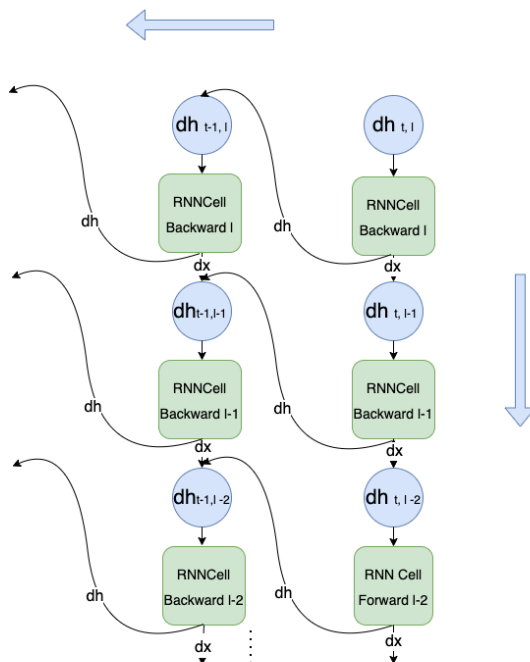 dh t-1, l
dh t, l
RNNCell
Backward l
RNNCell
Backward l
dh
dh
dx
dx
dht-1,l-1
dh t, l-1
RNNCell
Backward l-1
RNNCell
Backward l-1
dh
dh
dx
dx
dht-1,l -2
dh t, l -2
RNNCell
Backward l-2
RNN Cell
Forward l-2
dh
dh
dx
dx